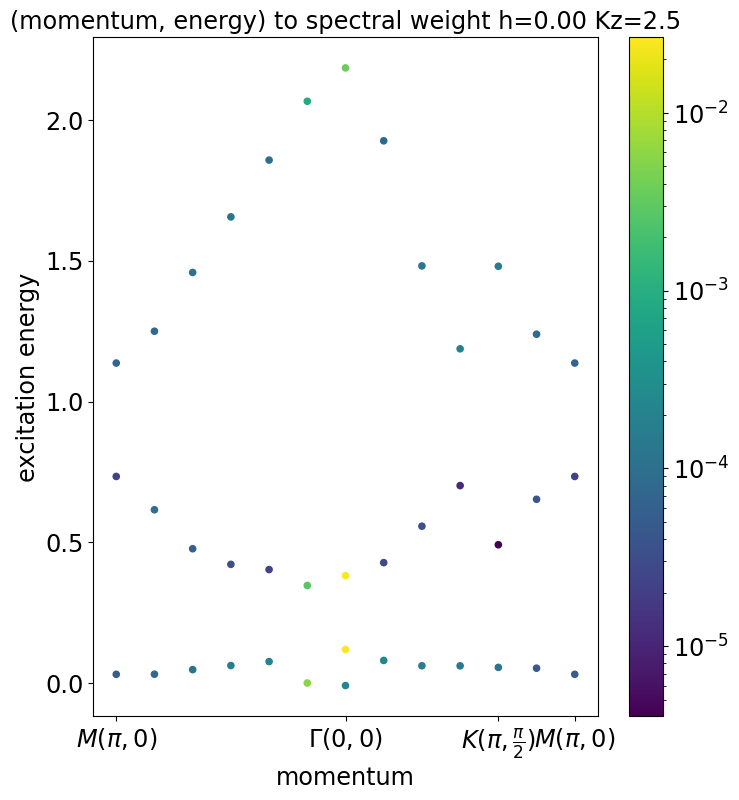 (momentum, energy) to spectral weight h=0.00 Kz=2.5
excitation energy
2.0
1.5
1.0
0.5
0.0
M(π, 0)
Γ(0, 0)
K(π, π/2)
M(π, 0)
momentum
10⁻²
10⁻³
10⁻⁴
10⁻⁵